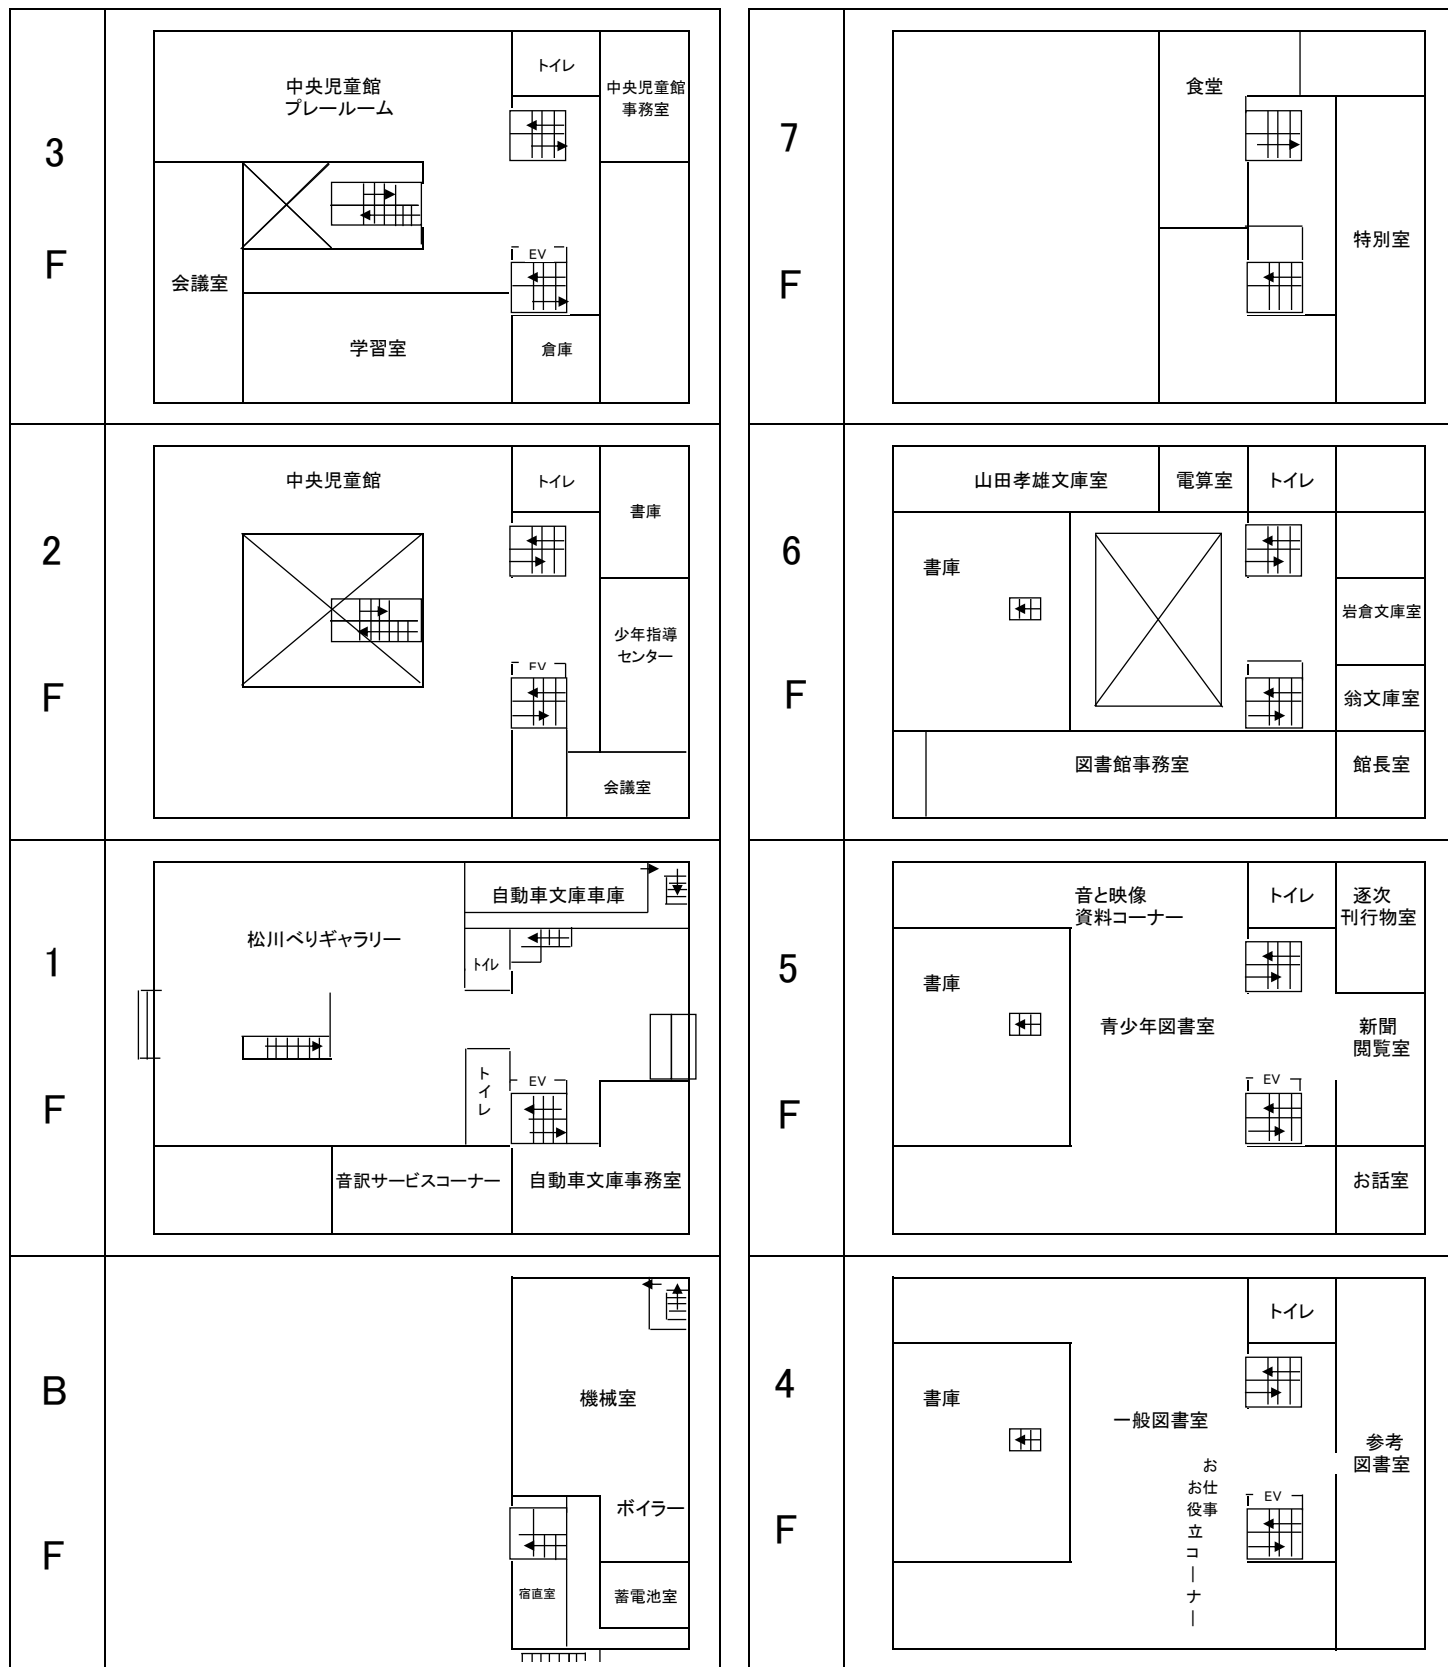 3
F
中央児童館
プレールーム
トイレ
中央児童館
事務室
会議室
EV
学習室
倉庫
2
F
中央児童館
トイレ
書庫
少年指導
センター
EV
会議室
1
F
自動車文庫車庫
松川べりギャラリー
トイレ
トイレ
EV
音訳サービスコーナー
自動車文庫事務室
B
F
機械室
ボイラー
宿直室
蓄電池室
7
F
食堂
特別室
6
F
山田孝雄文庫室
電算室
トイレ
書庫
岩倉文庫室
翁文庫室
図書館事務室
館長室
5
F
音と映像
資料コーナー
トイレ
逐次
刊行物室
書庫
青少年図書室
新聞
閲覧室
EV
お話室
4
F
トイレ
書庫
一般図書室
参考
図書室
お仕事
お役立コーナー
EV